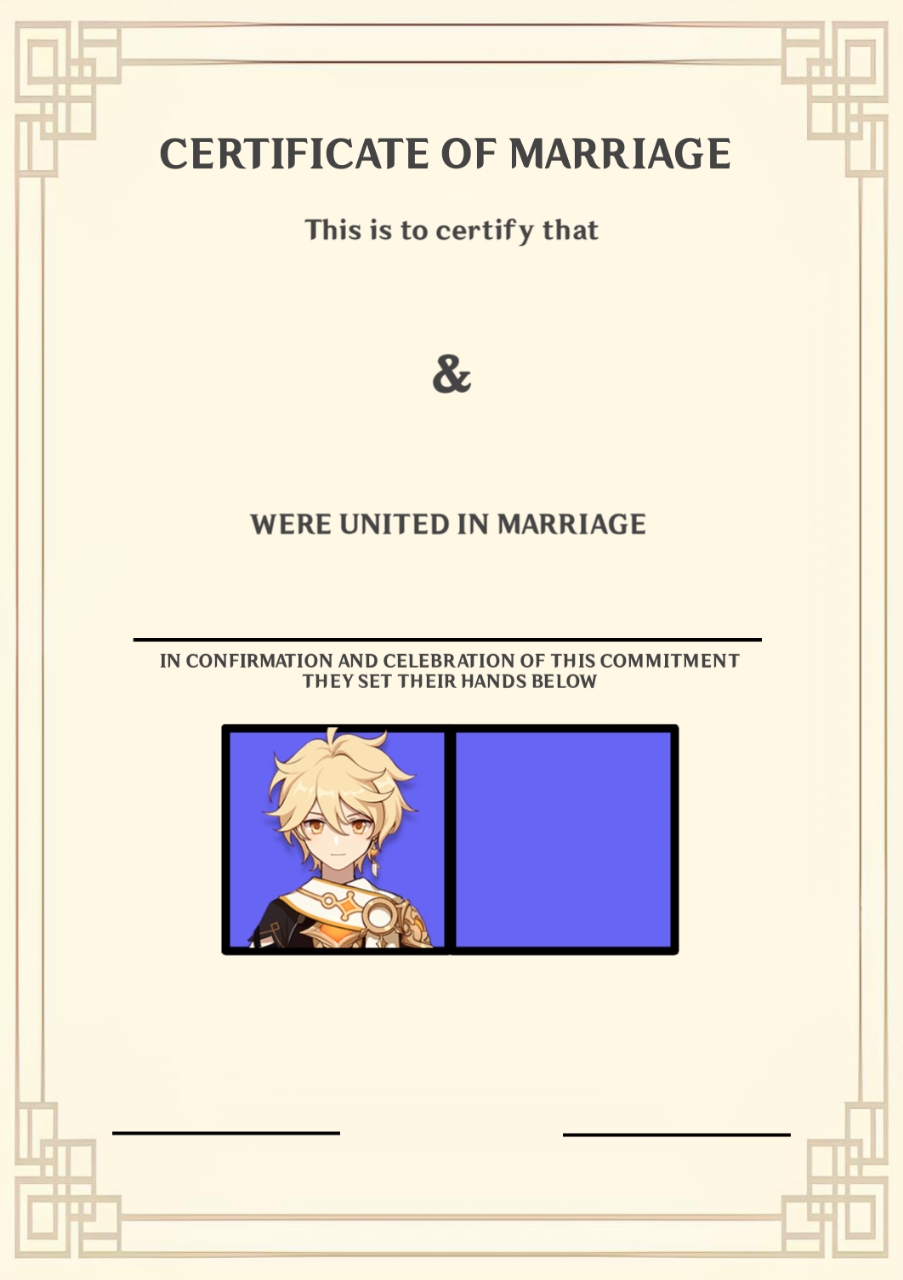 CERTIFICATE OF MARRIAGE
This is to certify that
&
WERE UNITED IN MARRIAGE
IN CONFIRMATION AND CELEBRATION OF THIS COMMITMENT
THEY SET THEIR HANDS BELOW